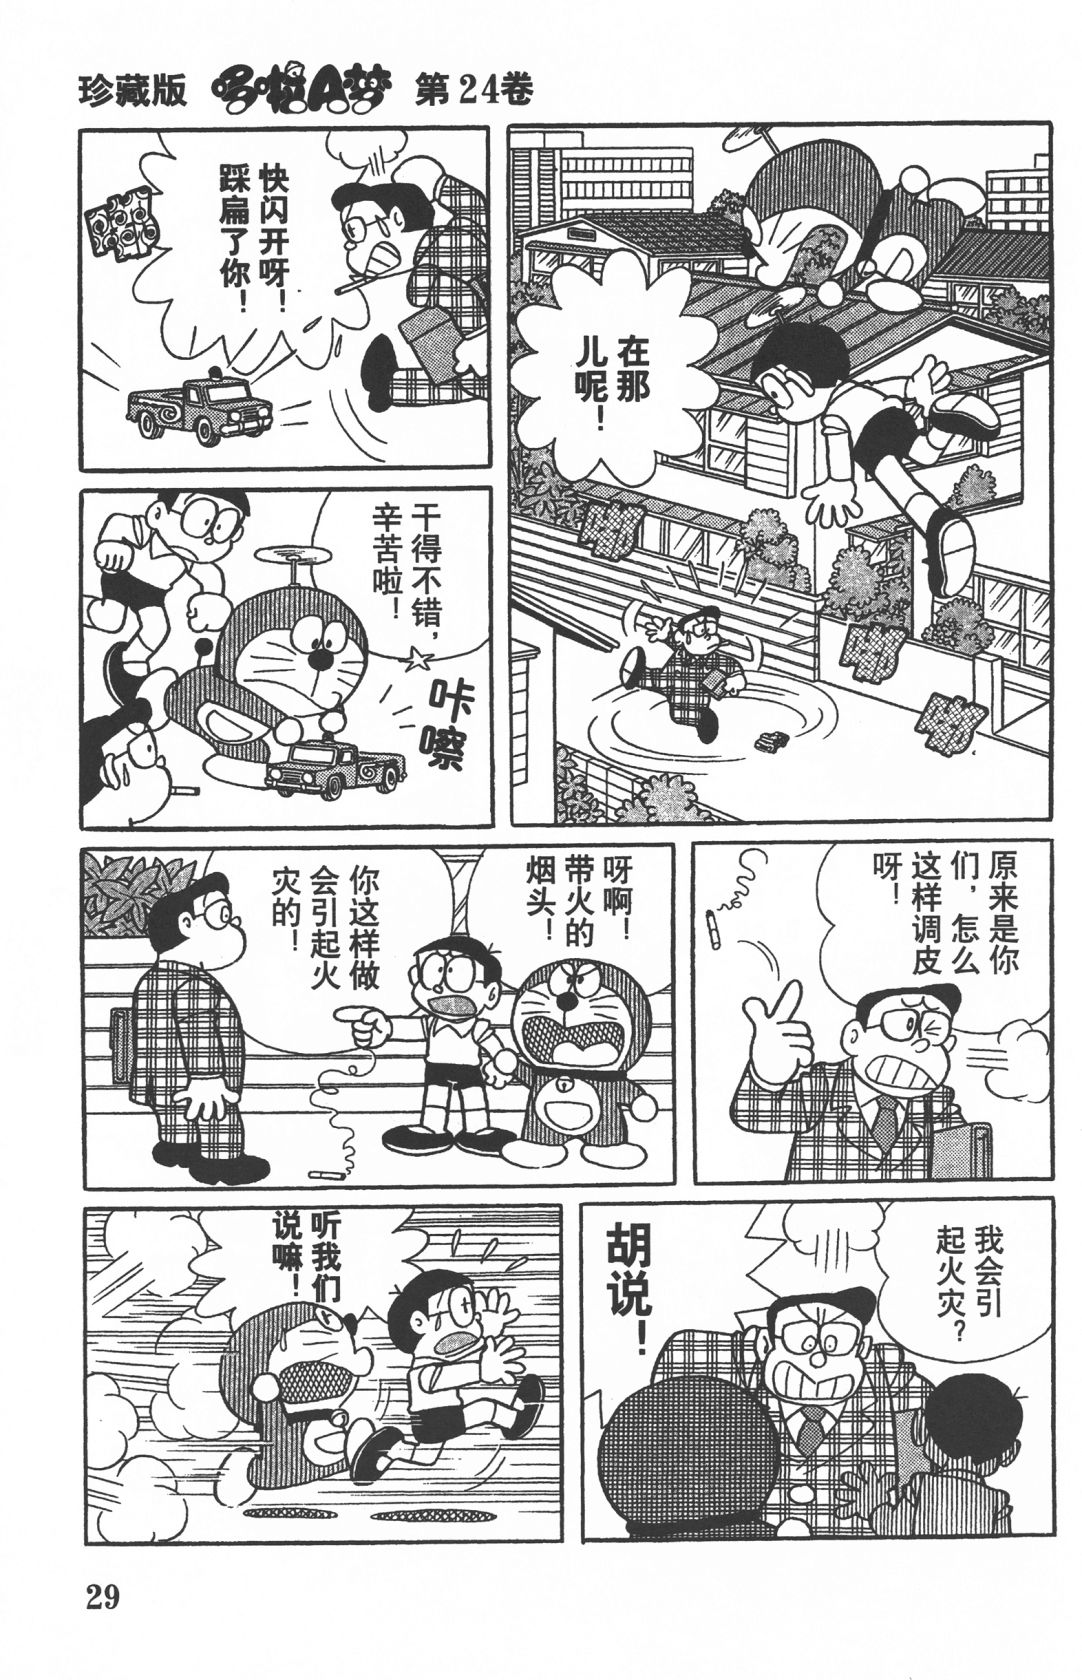 珍藏版 哆啦A梦 第24卷
在那
儿呢！
快闪开呀！
踩扁了你！
干得不错，
辛苦啦！
咔嚓
原来是你
们，怎么
这样调皮
呀！
呀啊！
带火的
烟头！
你这样做
会引起火
灾的！
我会引
起火灾？
胡说！
听我们
说嘛！
29